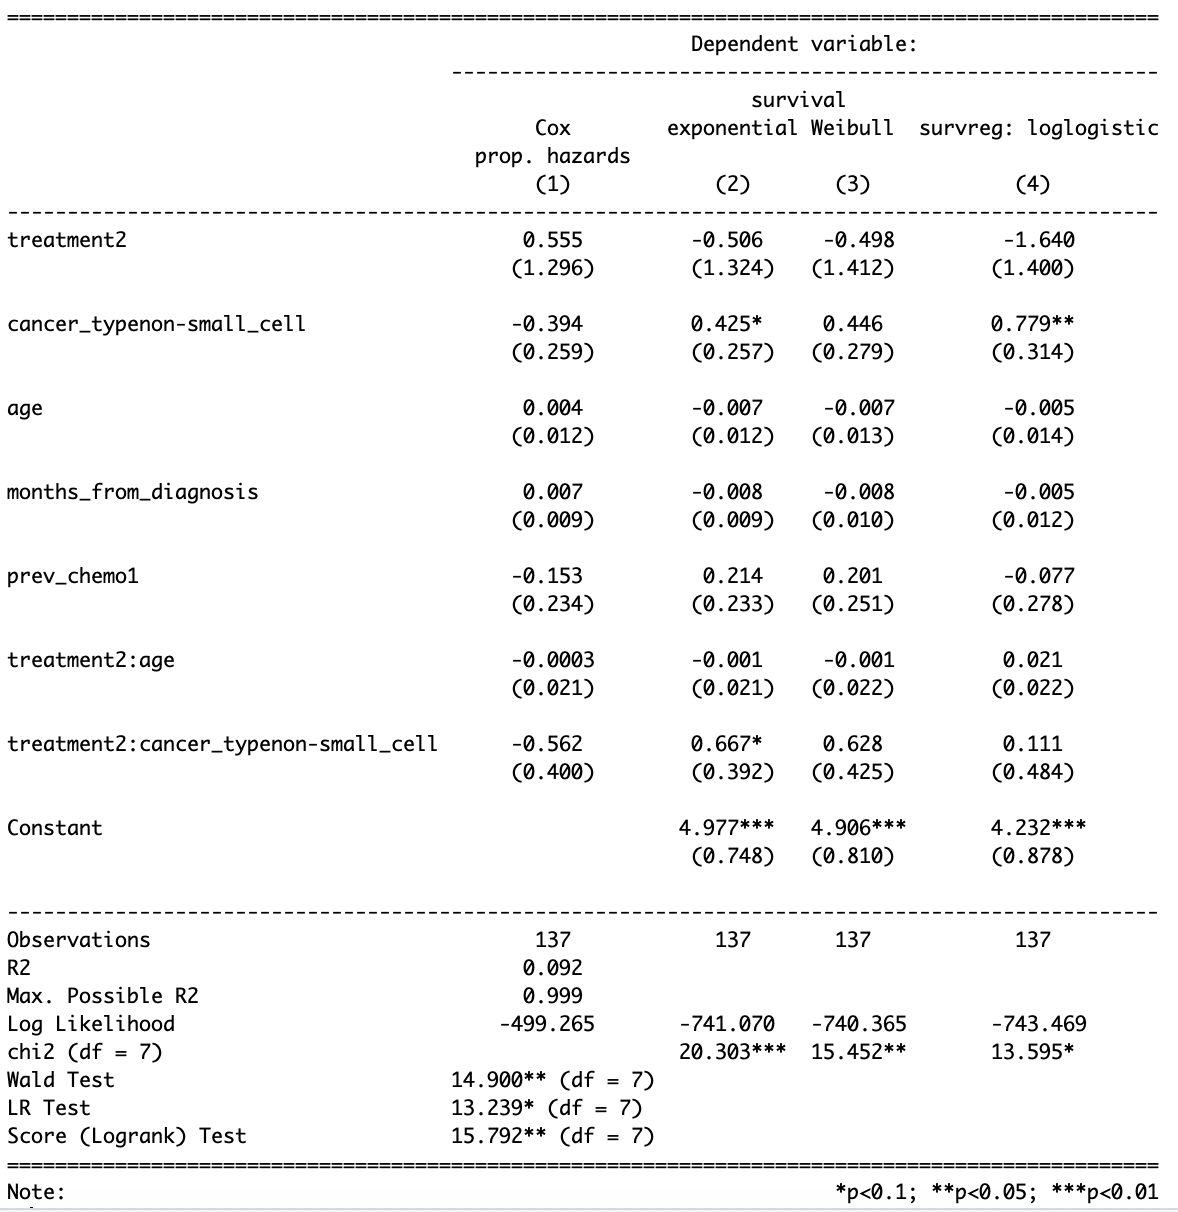 ================================================================================================
Dependent variable:
-----------------------------------------------------------
survival
Cox exponential Weibull survreg: loglogistic
prop. hazards
(1) (2) (3) (4)
------------------------------------------------------------------------------------------------
treatment2 0.555 -0.506 -0.498 -1.640
(1.296) (1.324) (1.412) (1.400)
cancer_typenon-small_cell -0.394 0.425* 0.446 0.779**
(0.259) (0.257) (0.279) (0.314)
age 0.004 -0.007 -0.007 -0.005
(0.012) (0.012) (0.013) (0.014)
months_from_diagnosis 0.007 -0.008 -0.008 -0.005
(0.009) (0.009) (0.010) (0.012)
prev_chemo1 -0.153 0.214 0.201 -0.077
(0.234) (0.233) (0.251) (0.278)
treatment2:age -0.0003 -0.001 -0.001 0.021
(0.021) (0.021) (0.022) (0.022)
treatment2:cancer_typenon-small_cell -0.562 0.667* 0.628 0.111
(0.400) (0.392) (0.425) (0.484)
Constant 4.977*** 4.906*** 4.232***
(0.748) (0.810) (0.878)
------------------------------------------------------------------------------------------------
Observations 137 137 137 137
R2 0.092
Max. Possible R2 0.999
Log Likelihood -499.265 -741.070 -740.365 -743.469
chi2 (df = 7) 20.303*** 15.452** 13.595*
Wald Test 14.900** (df = 7)
LR Test 13.239* (df = 7)
Score (Logrank) Test 15.792** (df = 7)
================================================================================================
Note: *p<0.1; **p<0.05; ***p<0.01